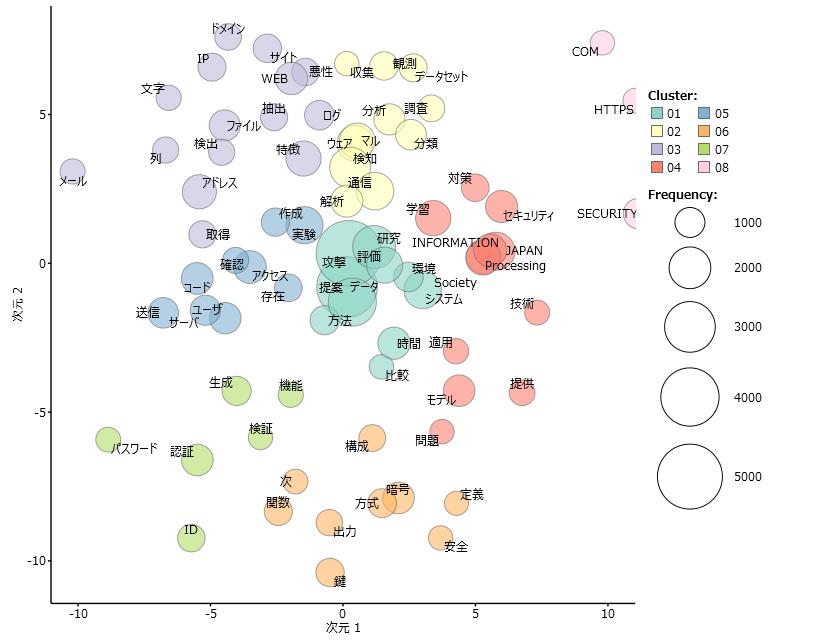 ドメイン
COM
サイト
IP
WEB
悪性
収集
観測
データセット
文字
抽出
ログ
分析
調査
HTTPS
ファイル
検出
特徴
ウェア
マル
分類
列
検知
メール
アドレス
通信
対策
解析
学習
セキュリティ
SECURITY
作成
取得
実験
研究
INFORMATION
JAPAN
確認
攻撃
評価
環境
Processing
アクセス
コード
存在
提案
データ
Society
システム
送信
ユーザ
サーバ
方法
技術
時間
適用
比較
生成
機能
モデル
提供
パスワード
認証
検証
構成
問題
次
関数
方式
暗号
定義
ID
出力
安全
鍵
5
0
-5
-10
次元 2
-10
-5
0
5
10
次元 1
Cluster:
01
05
02
06
03
07
04
08
Frequency:
1000
2000
3000
4000
5000